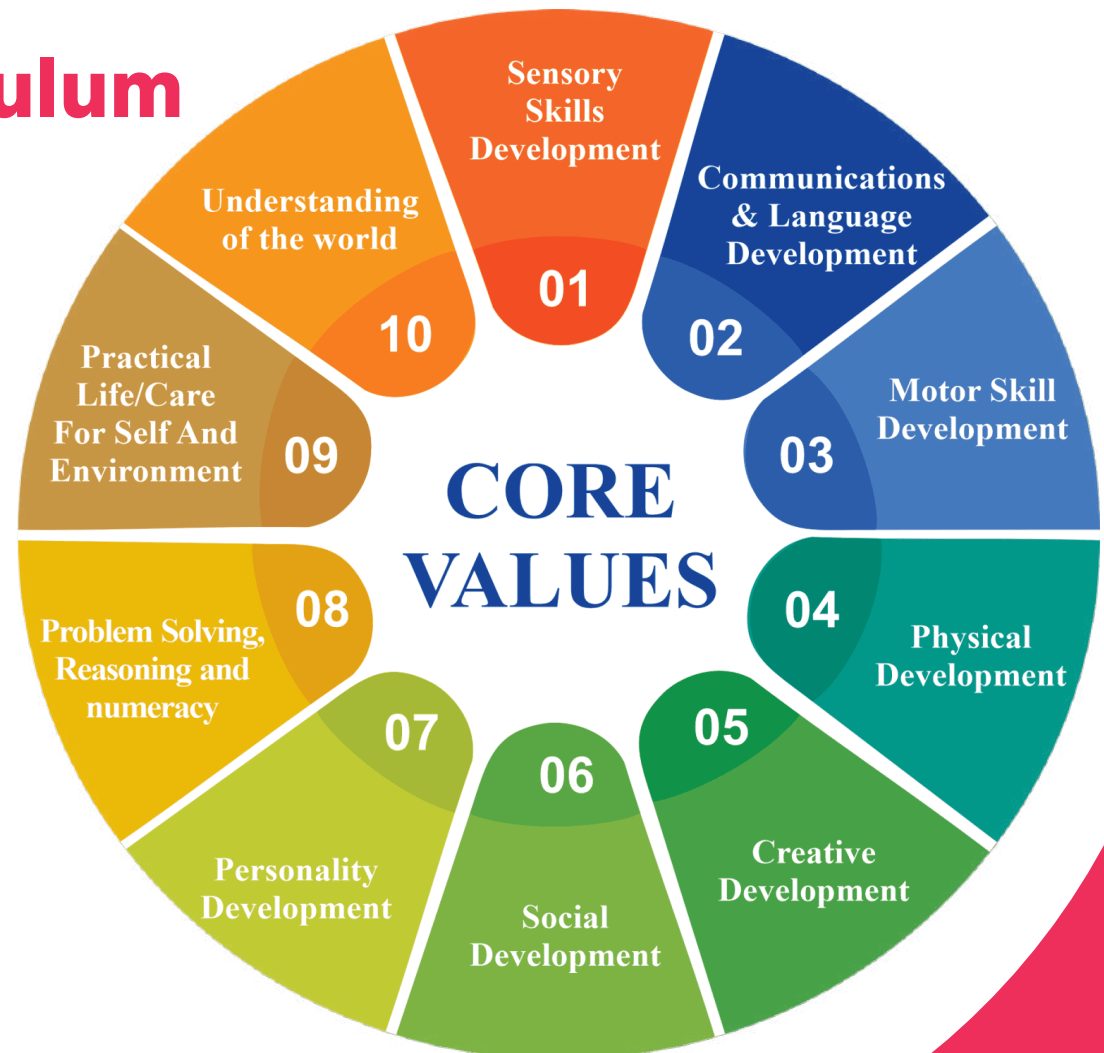 ulum
Sensory
Skills
Development
01
Communications
& Language
Development
02
Motor Skill
Development
03
04
Physical
Development
05
Creative
Development
06
Social
Development
07
Personality
Development
08
Problem Solving,
Reasoning and
numeracy
09
Practical
Life/Care
For Self And
Environment
10
Understanding
of the world
CORE
VALUES